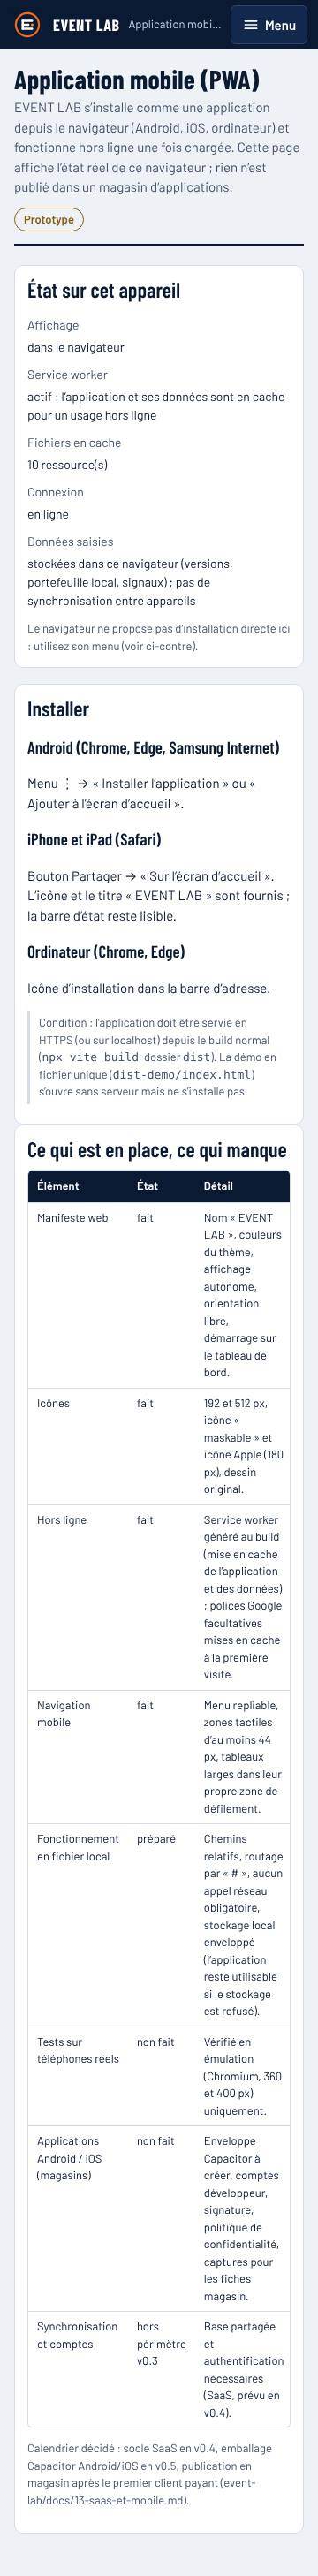 EVENT LAB Application mobi... Menu
Application mobile (PWA)
EVENT LAB s'installe comme une application
depuis le navigateur (Android, iOS, ordinateur) et
fonctionne hors ligne une fois chargée. Cette page
affiche l'état réel de ce navigateur ; rien n'est
publié dans un magasin d'applications.
Prototype
État sur cet appareil
Affichage
dans le navigateur
Service worker
actif : l'application et ses données sont en cache
pour un usage hors ligne
Fichiers en cache
10 ressource(s)
Connexion
en ligne
Données saisies
stockées dans ce navigateur (versions,
portefeuille local, signaux) ; pas de
synchronisation entre appareils
Le navigateur ne propose pas d'installation directe ici
: utilisez son menu (voir ci-contre).
Installer
Android (Chrome, Edge, Samsung Internet)
Menu ⋮ → « Installer l'application » ou «
Ajouter à l'écran d'accueil ».
iPhone et iPad (Safari)
Bouton Partager → « Sur l'écran d'accueil ».
L'icône et le titre « EVENT LAB » sont fournis ;
la barre d'état reste lisible.
Ordinateur (Chrome, Edge)
Icône d'installation dans la barre d'adresse.
Condition : l'application doit être servie en
HTTPS (ou sur localhost) depuis le build normal
(npx vite build, dossier dist). La démo en
fichier unique (dist-demo/index.html)
s'ouvre sans serveur mais ne s'installe pas.
Ce qui est en place, ce qui manque
Élément État Détail
Manifeste web fait Nom « EVENT
LAB », couleurs
du thème,
affichage
autonome,
orientation
libre,
démarrage sur
le tableau de
bord.
Icônes fait 192 et 512 px,
icône «
maskable » et
icône Apple (180
px), dessin
original.
Hors ligne fait Service worker
généré au build
(mise en cache
de l'application
et des données)
; polices Google
facultatives
mises en cache
à la première
visite.
Navigation fait Menu repliable,
mobile zones tactiles
d'au moins 44
px, tableaux
larges dans leur
propre zone de
défilement.
Fonctionnement préparé Chemins
en fichier local relatifs, routage
par « # », aucun
appel réseau
obligatoire,
stockage local
enveloppé
(l'application
reste utilisable
si le stockage
est refusé).
Tests sur non fait Vérifié en
téléphones réels émulation
(Chromium, 360
et 400 px)
uniquement.
Applications non fait Enveloppe
Android / iOS Capacitor à
(magasins) créer, comptes
développeur,
signature,
politique de
confidentialité,
captures pour
les fiches
magasin.
Synchronisation hors Base partagée
et comptes périmètre et
v0.3 authentification
nécessaires
(SaaS, prévu en
v0.4).
Calendrier décidé : socle SaaS en v0.4, emballage
Capacitor Android/iOS en v0.5, publication en
magasin après le premier client payant (event-
lab/docs/13-saas-et-mobile.md).